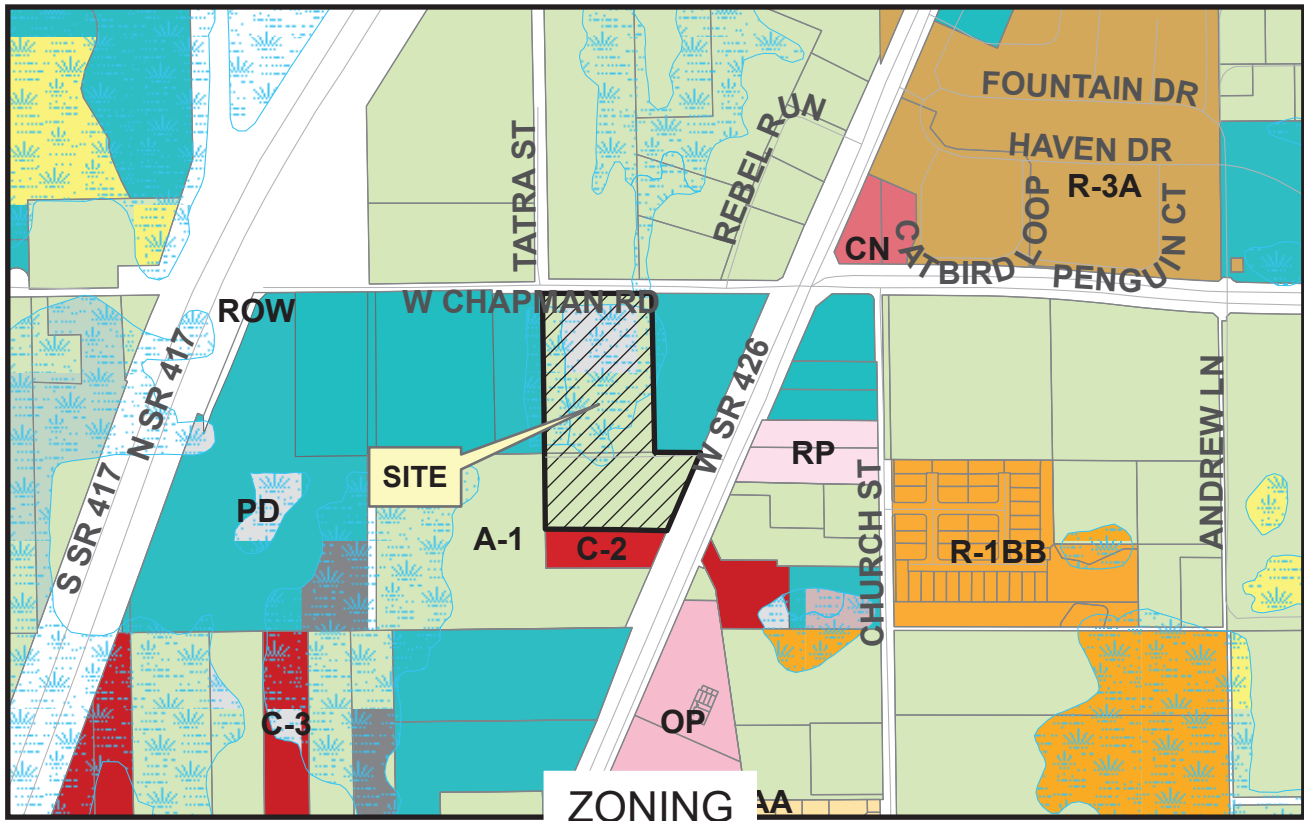 FOUNTAIN DR
HAVEN DR
R-3A
TATRA ST
REBEL RUN
CN
CATBIRD LOOP
PENGUIN CT
ROW
W CHAPMAN RD
N SR 417
S SR 417
W SR 426
SITE
RP
PD
A-1
C-2
CHURCH ST
R-1BB
ANDREW LN
C-3
OP
AA
ZONING